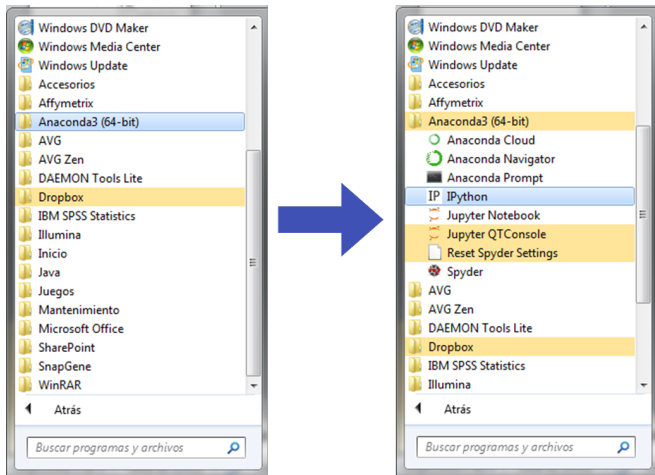 Windows DVD Maker
Windows Media Center
Windows Update
Accesorios
Affymetrix
Anaconda3 (64-bit)
AVG
AVG Zen
DAEMON Tools Lite
Dropbox
IBM SPSS Statistics
Illumina
Inicio
Java
Juegos
Mantenimiento
Microsoft Office
SharePoint
SnapGene
WinRAR
Atrás
Buscar programas y archivos
Windows DVD Maker
Windows Media Center
Windows Update
Accesorios
Affymetrix
Anaconda3 (64-bit)
Anaconda Cloud
Anaconda Navigator
Anaconda Prompt
IP IPython
Jupyter Notebook
Jupyter QTConsole
Reset Spyder Settings
Spyder
AVG
AVG Zen
DAEMON Tools Lite
Dropbox
IBM SPSS Statistics
Illumina
Atrás
Buscar programas y archivos